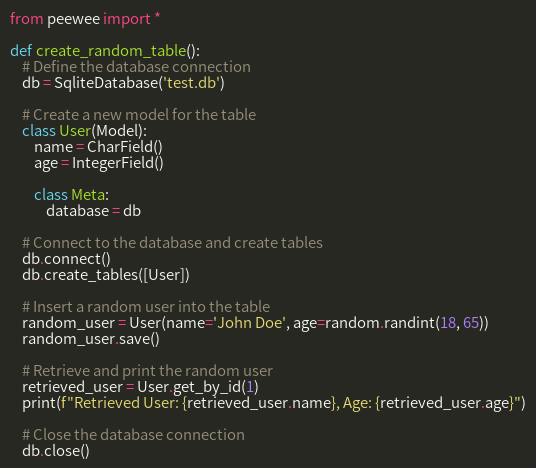 from peewee import *
def create_random_table():
# Define the database connection
db = SqliteDatabase('test.db')
# Create a new model for the table
class User(Model):
name = CharField()
age = IntegerField()
class Meta:
database = db
# Connect to the database and create tables
db.connect()
db.create_tables([User])
# Insert a random user into the table
random_user = User(name='John Doe', age=random.randint(18, 65))
random_user.save()
# Retrieve and print the random user
retrieved_user = User.get_by_id(1)
print(f"Retrieved User: {retrieved_user.name}, Age: {retrieved_user.age}")
# Close the database connection
db.close()